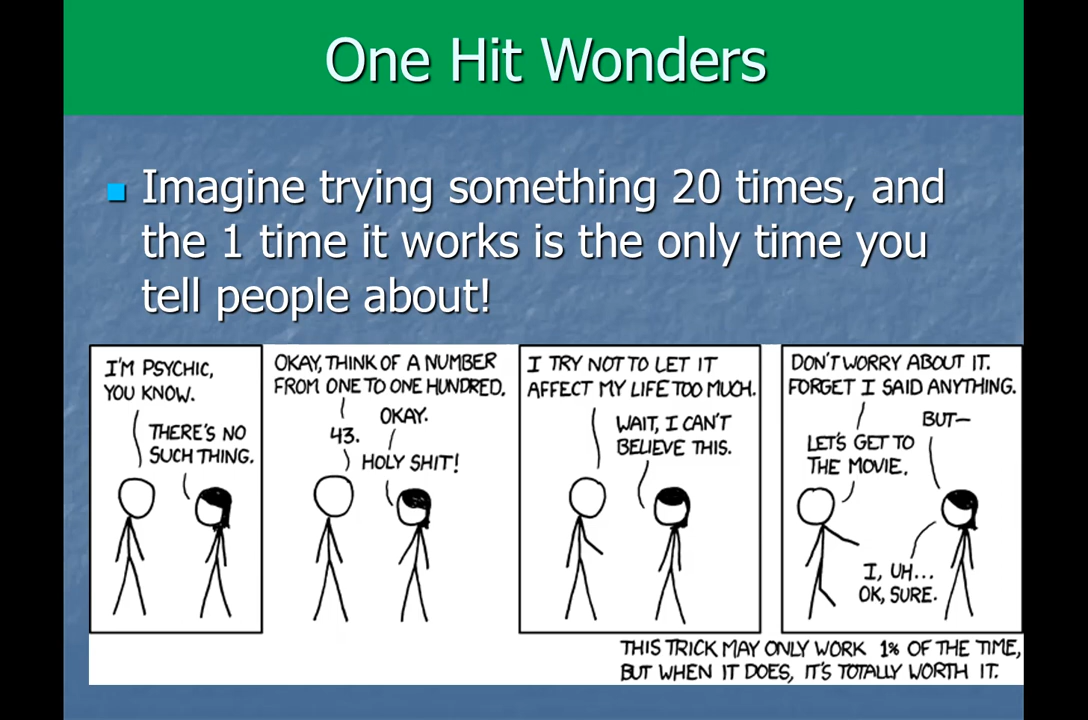 One Hit Wonders
Imagine trying something 20 times, and
the 1 time it works is the only time you
tell people about!
I'M PSYCHIC,
YOU KNOW.
THERE'S NO
SUCH THING.
OKAY, THINK OF A NUMBER
FROM ONE TO ONE HUNDRED.
OKAY.
43.
HOLY SHIT!
I TRY NOT TO LET IT
AFFECT MY LIFE TOO MUCH.
WAIT, I CAN'T
BELIEVE THIS.
DON'T WORRY ABOUT IT.
FORGET I SAID ANYTHING.
BUT—
LET'S GET TO
THE MOVIE.
I, UH...
OK, SURE.
THIS TRICK MAY ONLY WORK 1% OF THE TIME,
BUT WHEN IT DOES, IT'S TOTALLY WORTH IT.